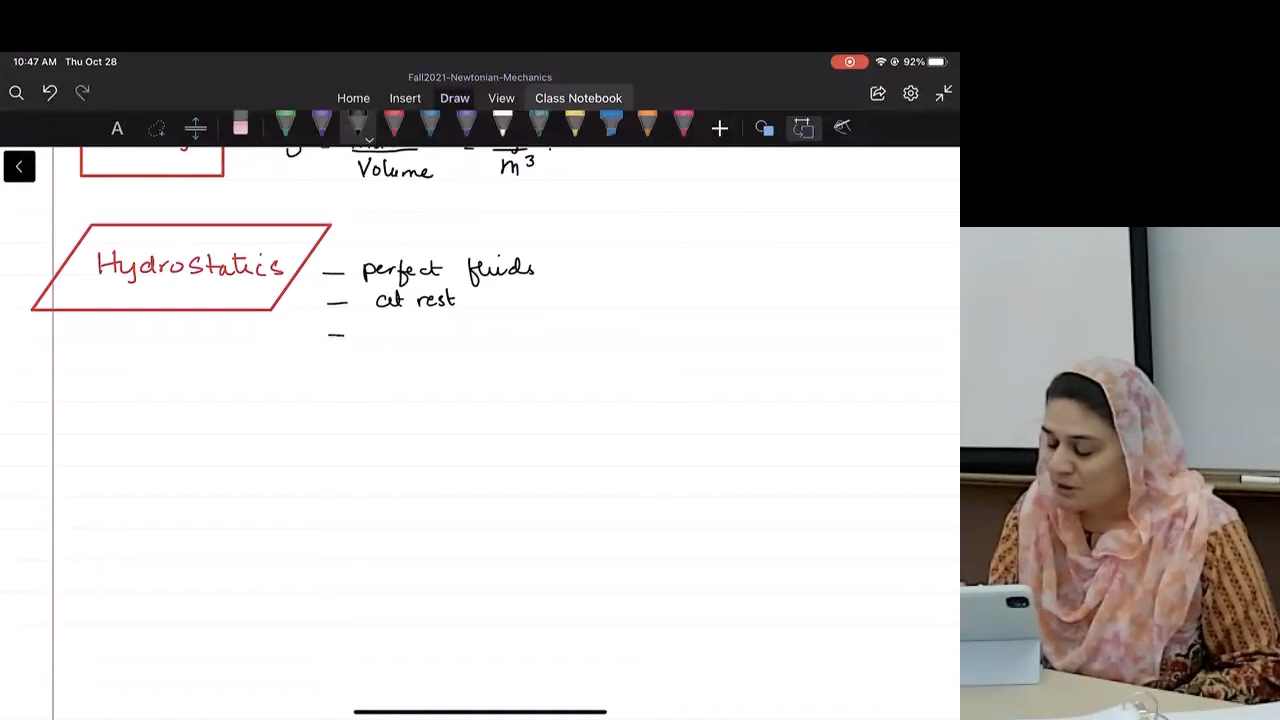 10:47 AM Thu Oct 28
92%
Fall2021-Newtonian-Mechanics
Home Insert Draw View Class Notebook
A
Volume = m³
Hydrostatics — perfect fluids
— at rest
—